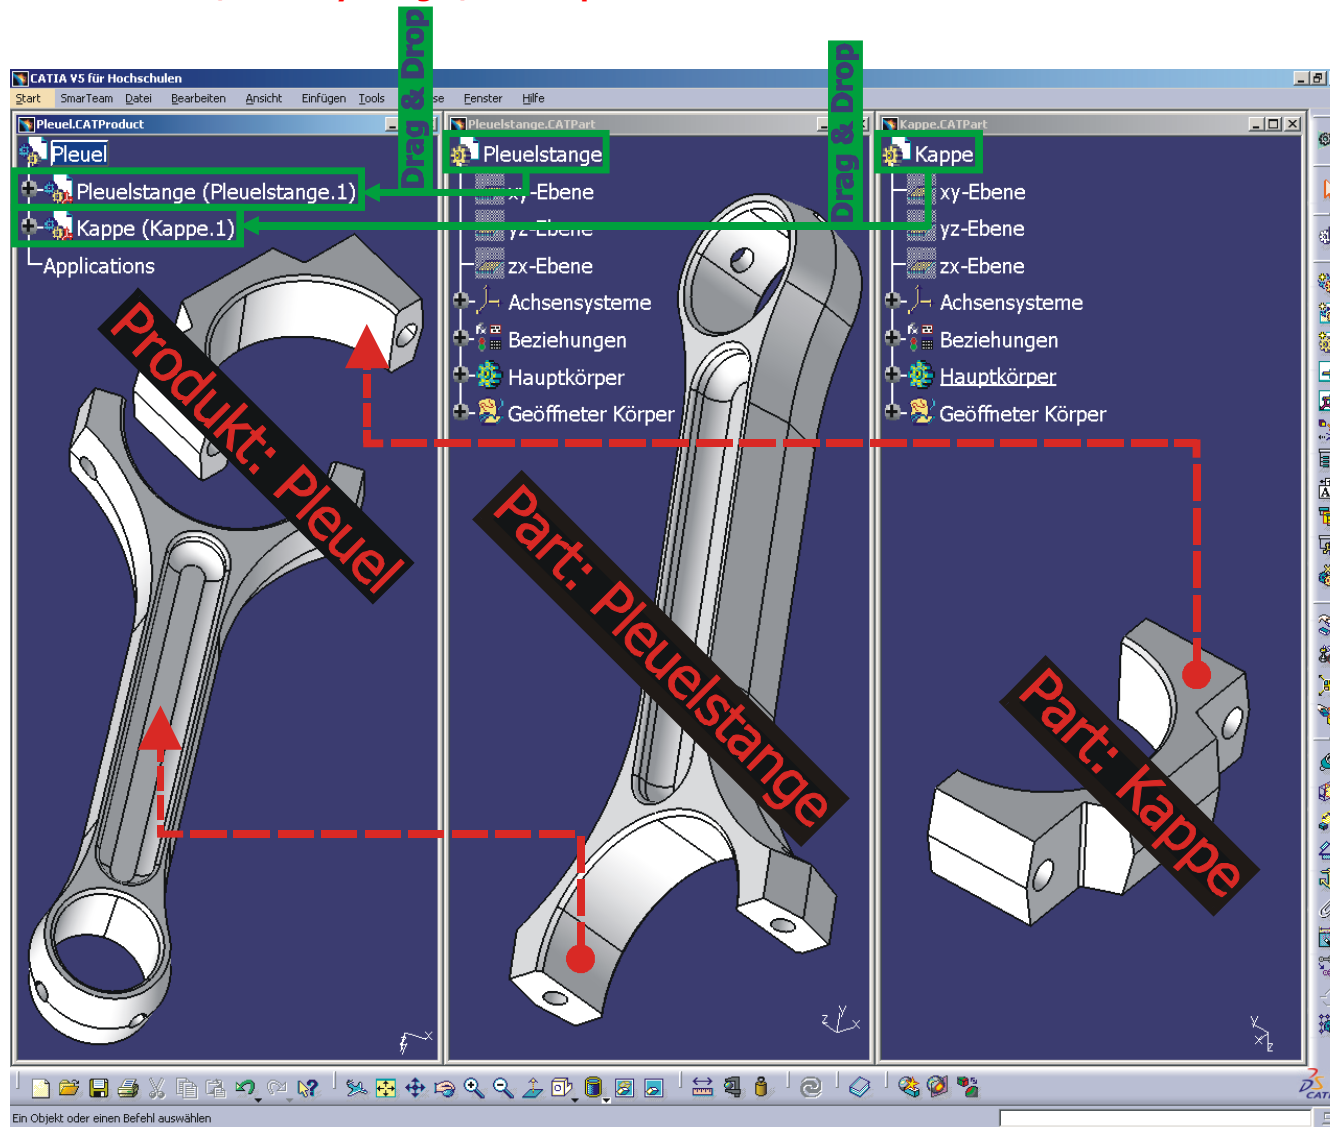 CATIA V5 für Hochschulen
Start SmarTeam Datei Bearbeiten Ansicht Einfügen Tools Fenster Hilfe
Pleuel.CATProduct
Pleuel
Pleuelstange (Pleuelstange.1)
Kappe (Kappe.1)
Applications
Produkt: Pleuel
Drag & Drop
Pleuelstange.CATPart
Pleuelstange
xy-Ebene
yz-Ebene
zx-Ebene
Achsensysteme
Beziehungen
Hauptkörper
Geöffneter Körper
Part: Pleuelstange
Drag & Drop
Kappe.CATPart
Kappe
xy-Ebene
yz-Ebene
zx-Ebene
Achsensysteme
Beziehungen
Hauptkörper
Geöffneter Körper
Part: Kappe
z y x
Ein Objekt oder einen Befehl auswählen